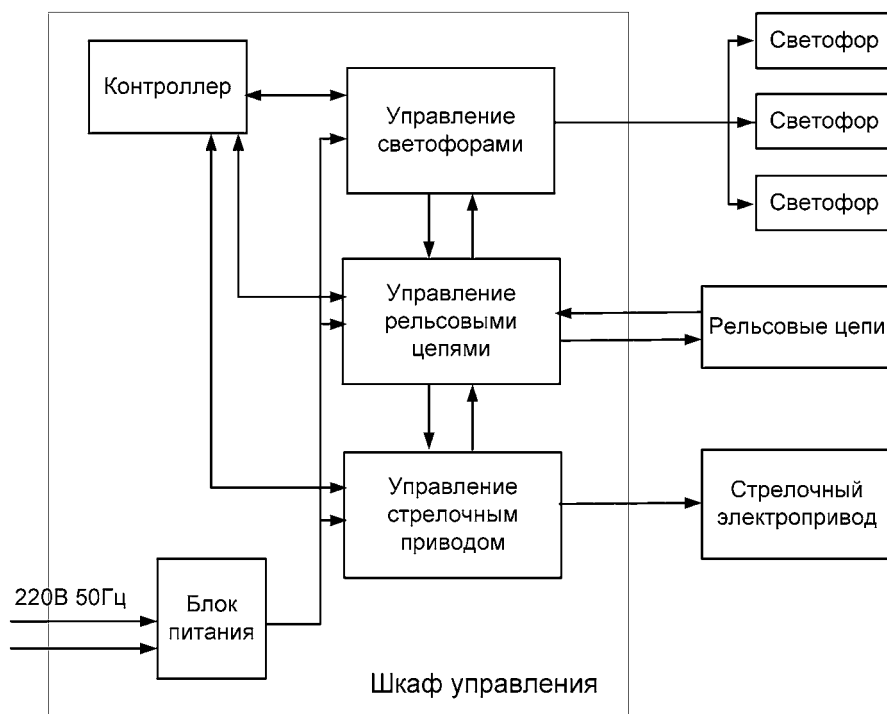 Контроллер
Управление
светофорами
Светофор
Светофор
Светофор
Управление
рельсовыми
цепями
Рельсовые цепи
Управление
стрелочным
приводом
Стрелочный
электропривод
220В 50Гц
Блок
питания
Шкаф управления